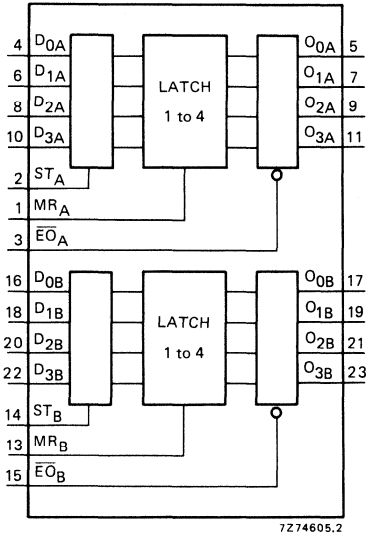 4 D0A O0A 5
6 D1A O1A 7
LATCH
8 D2A O2A 9
1 to 4
10 D3A O3A 11
2 STA
1 MRA
3 E̅O̅A
16 D0B O0B 17
18 D1B O1B 19
LATCH
20 D2B O2B 21
1 to 4
22 D3B O3B 23
14 STB
13 MRB
15 E̅O̅B
7Z74605.2